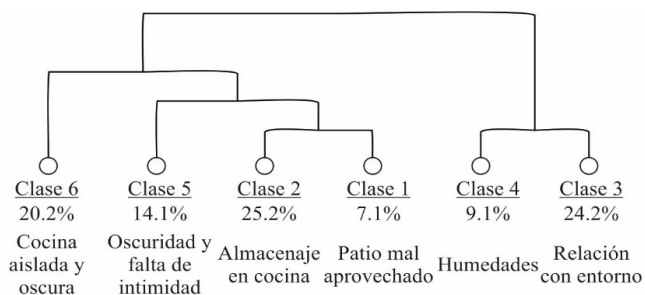 Clase 6
20.2%
Cocina
aislada y
oscura
Clase 5
14.1%
Oscuridad y
falta de
intimidad
Clase 2
25.2%
Almacenaje
en cocina
Clase 1
7.1%
Patio mal
aprovechado
Clase 4
9.1%
Humedades
Clase 3
24.2%
Relación
con entorno